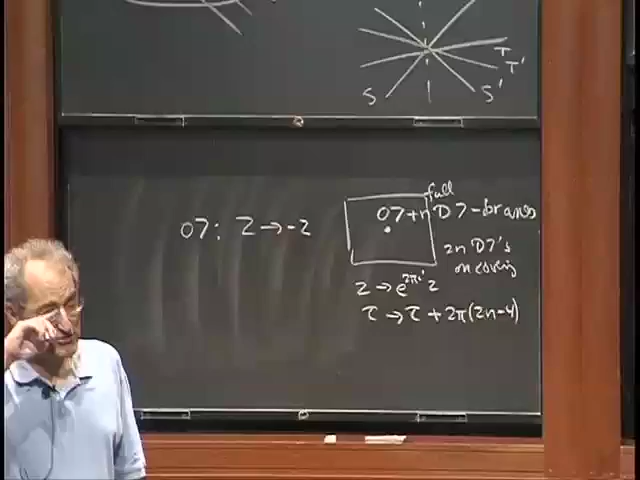 T
T'
S
S'
O7: Z → -Z
full
O7 + n D7-branes
2n D7's
on covering
z → e^{2πi} z
τ → τ + 2π(2n-4)